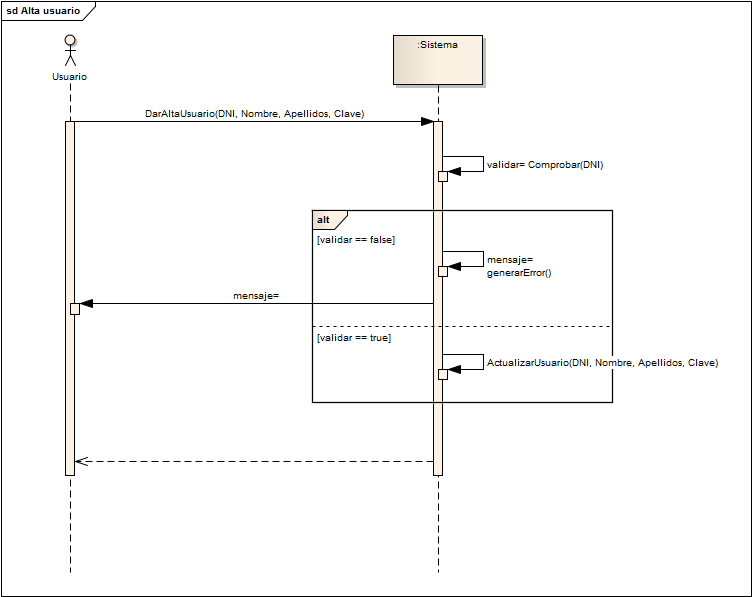 sd Alta usuario
:Sistema
Usuario
DarAltaUsuario(DNI, Nombre, Apellidos, Clave)
validar= Comprobar(DNI)
alt
[validar == false]
mensaje=
generarError()
mensaje=
[validar == true]
ActualizarUsuario(DNI, Nombre, Apellidos, Clave)